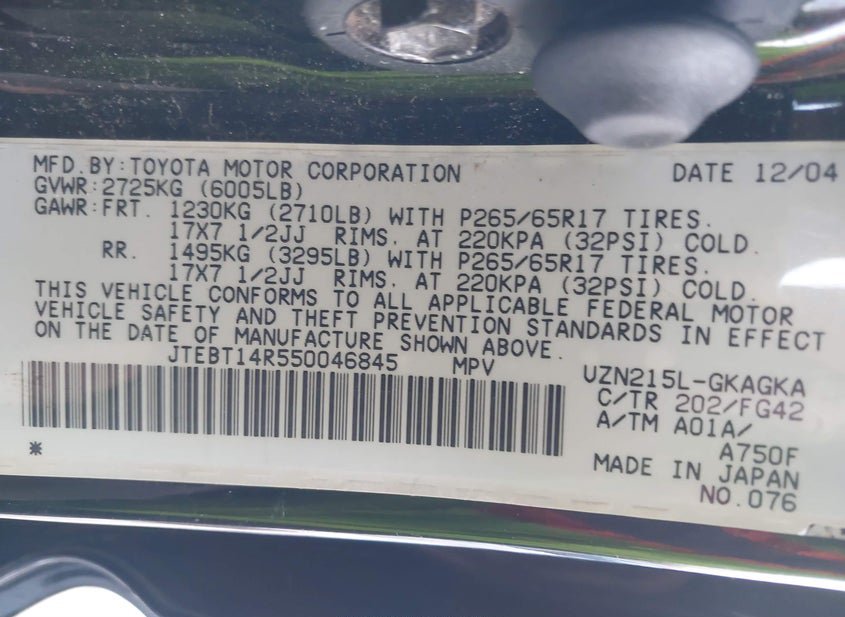 MFD.BY:TOYOTA MOTOR CORPORATION DATE 12/04
GVWR:2725KG (6005LB)
GAWR:FRT. 1230KG (2710LB) WITH P265/65R17 TIRES.
17X7 1/2JJ RIMS. AT 220KPA (32PSI) COLD.
RR. 1495KG (3295LB) WITH P265/65R17 TIRES.
17X7 1/2JJ RIMS. AT 220KPA (32PSI) COLD.
THIS VEHICLE CONFORMS TO ALL APPLICABLE FEDERAL MOTOR
VEHICLE SAFETY AND THEFT PREVENTION STANDARDS IN EFFECT
ON THE DATE OF MANUFACTURE SHOWN ABOVE.
JTEBT14R550046845 MPV
VZN215L-GKAGKA
C/TR 202/FG42
A/TM A01A/
A750F
MADE IN JAPAN
NO.076
*